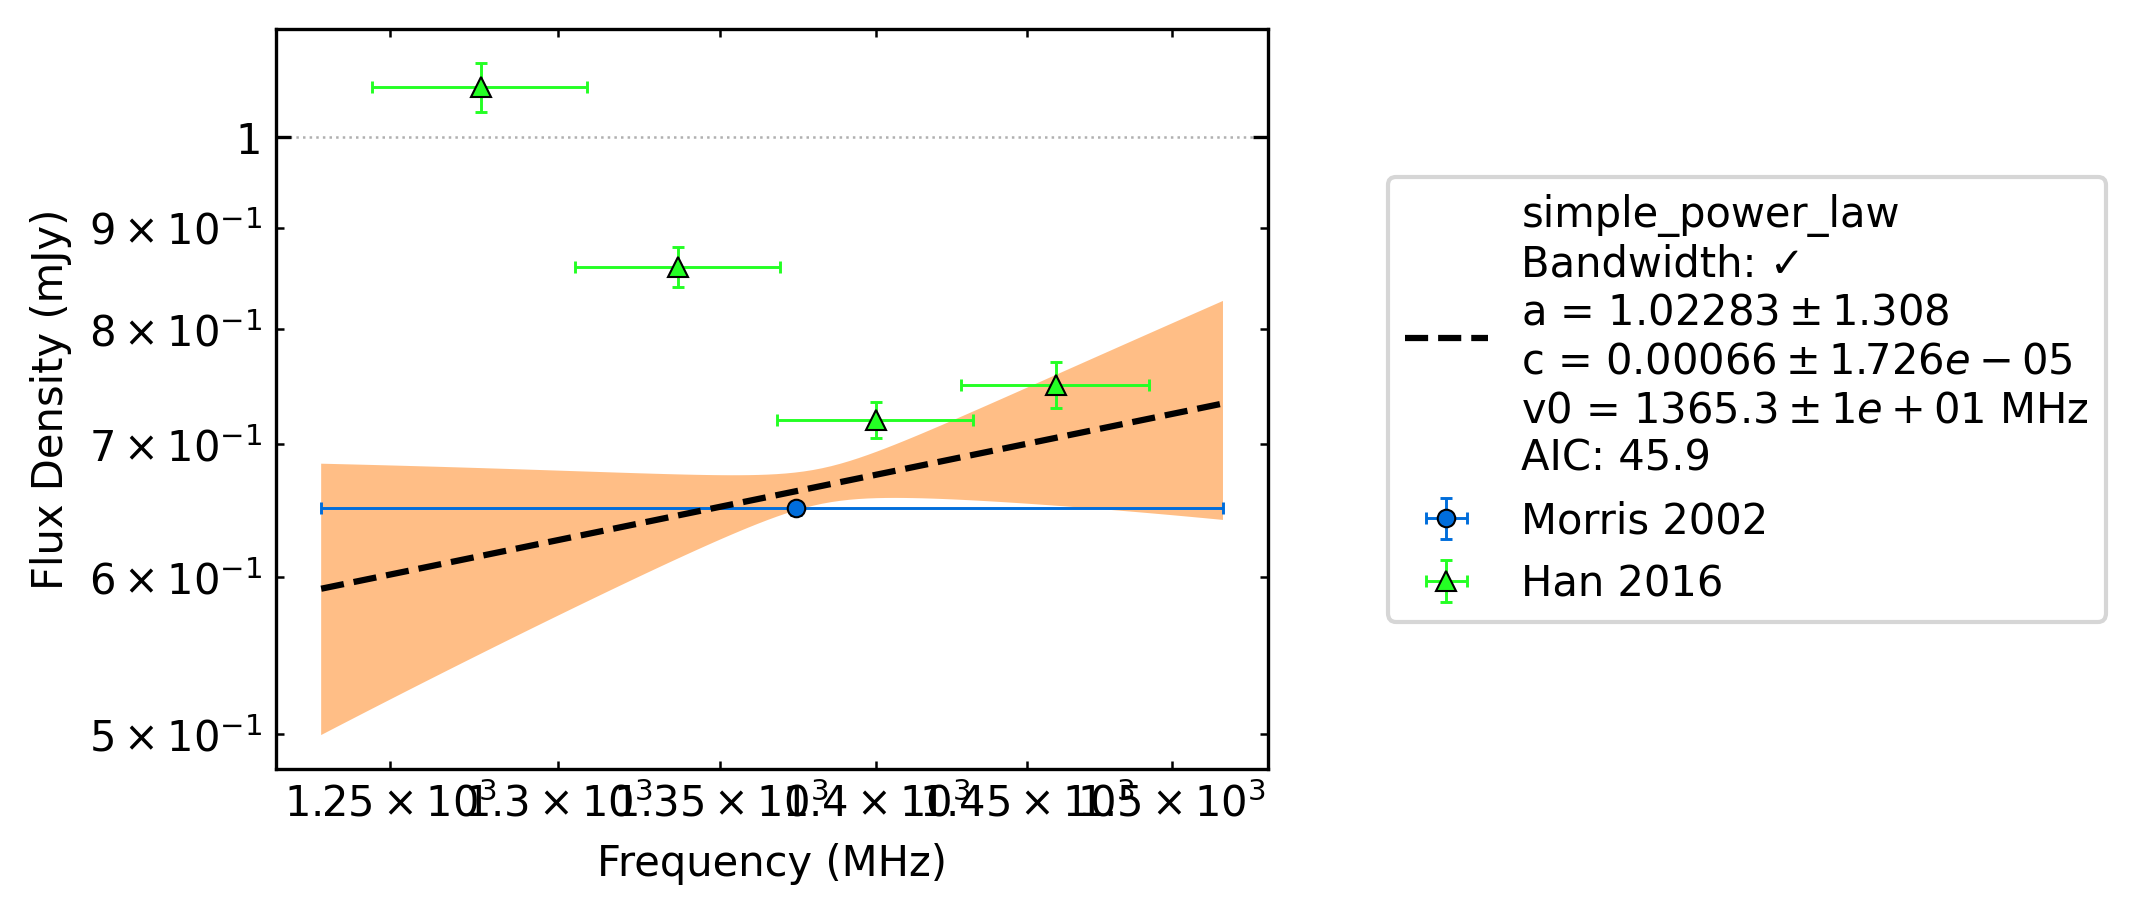 1
9 × 10⁻¹
8 × 10⁻¹
7 × 10⁻¹
6 × 10⁻¹
5 × 10⁻¹
Flux Density (mJy)
1.25 × 10³
1.3 × 10³
1.35 × 10³
1.4 × 10³
1.45 × 10³
1.5 × 10³
Frequency (MHz)
simple_power_law
Bandwidth: ✓
a = 1.02283 ± 1.308
c = 0.00066 ± 1.726e − 05
v0 = 1365.3 ± 1e + 01 MHz
AIC: 45.9
Morris 2002
Han 2016